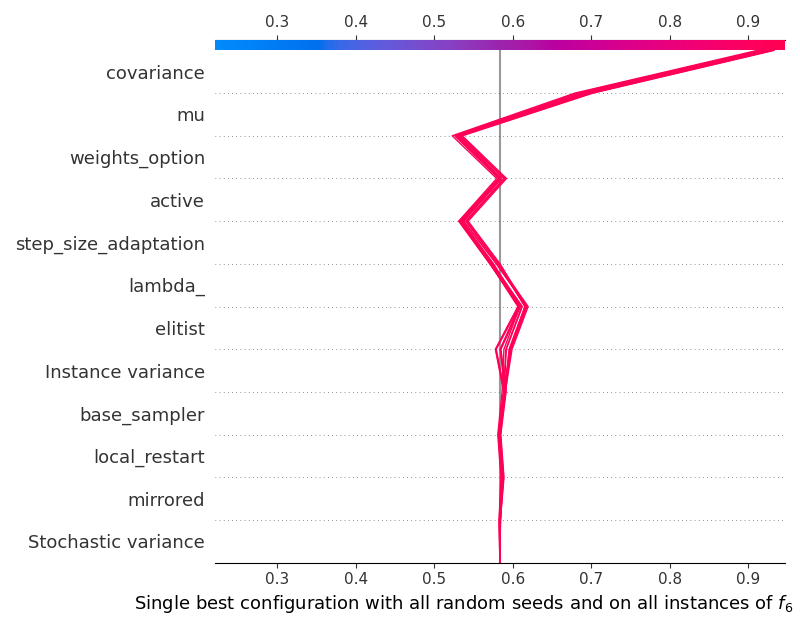 0.3 0.4 0.5 0.6 0.7 0.8 0.9
covariance
mu
weights_option
active
step_size_adaptation
lambda_
elitist
Instance variance
base_sampler
local_restart
mirrored
Stochastic variance
0.3 0.4 0.5 0.6 0.7 0.8 0.9
Single best configuration with all random seeds and on all instances of f₆